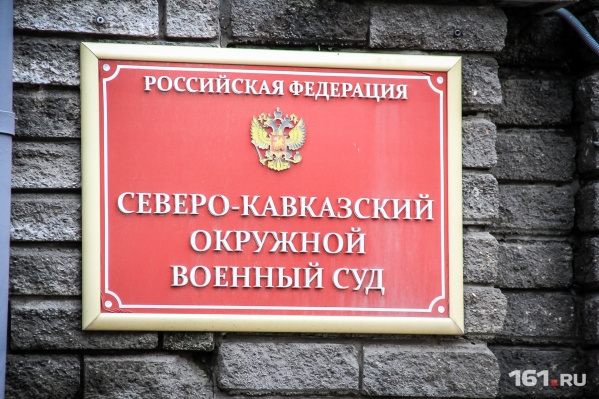 РОССИЙСКАЯ ФЕДЕРАЦИЯ
СЕВЕРО-КАВКАЗСКИЙ
ОКРУЖНОЙ
ВОЕННЫЙ СУД
161.RU